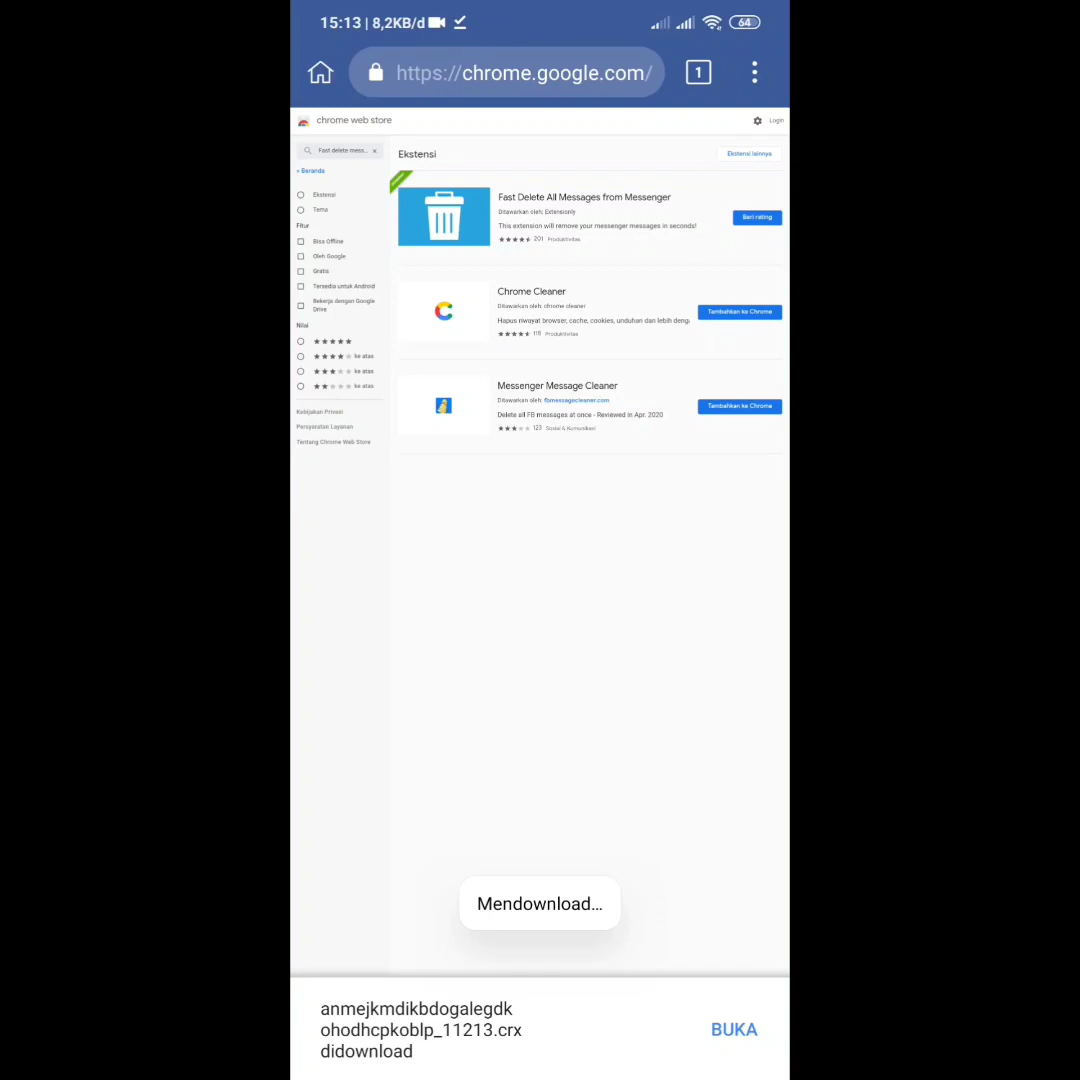 15:13 | 8,2KB/d
64
https://chrome.google.com/
1
chrome web store
Login
Fast delete mess...
×
Ekstensi
Ekstensi lainnya
« Beranda
Ekstensi
Tema
Fitur
Bisa Offline
Oleh Google
Gratis
Tersedia untuk Android
Bekerja dengan Google
Drive
Nilai
★★★★★
★★★★★ ke atas
★★★★★ ke atas
★★★★★ ke atas
Kebijakan Privasi
Persyaratan Layanan
Tentang Chrome Web Store
Fast Delete All Messages from Messenger
Ditawarkan oleh: Extensionty
This extension will remove your messenger messages in seconds!
201 Produktivitas
Beri rating
Chrome Cleaner
Ditawarkan oleh: chrome cleaner
Hapus riwayat browser, cache, cookies, unduhan dan lebih denga
115 Produktivitas
Tambahkan ke Chrome
Messenger Message Cleaner
Ditawarkan oleh: fbmessagecleaner.com
Delete all FB messages at once - Reviewed in Apr. 2020
123 Sosial & Komunikasi
Tambahkan ke Chrome
Mendownload...
anmejkmdikbdogalegdk
ohodhcpkoblp_11213.crx
didownload
BUKA